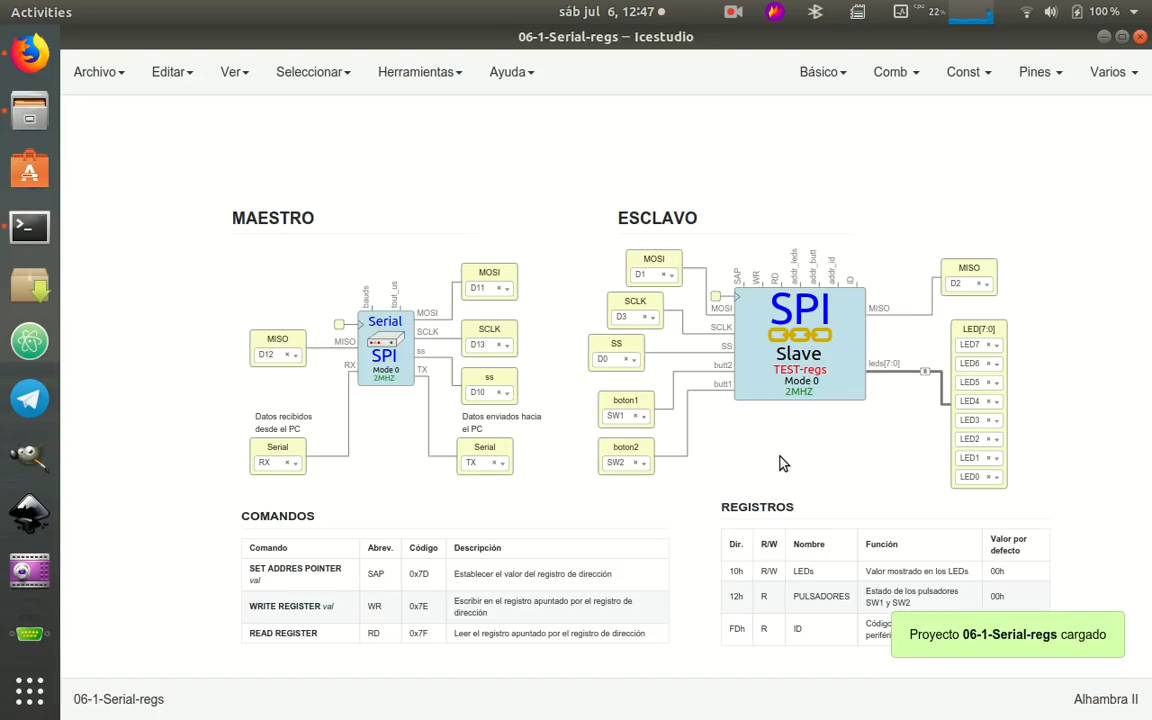 Activities
sáb jul 6, 12:47
22%
100 %
06-1-Serial-regs – Icestudio
Archivo
Editar
Ver
Seleccionar
Herramientas
Ayuda
Básico
Comb
Const
Pines
Varios
MAESTRO
MISO
D12
Datos recibidos
desde el PC
Serial
RX
bauds
tout_us
MISO
RX
Serial
SPI
Mode 0
2MHZ
MOSI
SCLK
ss
TX
MOSI
D11
SCLK
D13
ss
D10
Datos enviados hacia
el PC
Serial
TX
ESCLAVO
MOSI
D1
SCLK
D3
SS
D0
boton1
SW1
boton2
SW2
SAP
WR
RD
addr_leds
addr_butt
addr_id
ID
MOSI
SCLK
SS
butt2
butt1
SPI
Slave
TEST-regs
Mode 0
2MHZ
MISO
leds[7:0]
8
MISO
D2
LED[7:0]
LED7
LED6
LED5
LED4
LED3
LED2
LED1
LED0
COMANDOS
Comando Abrev. Código Descripción
SET ADDRES POINTER
val
SAP 0x7D Establecer el valor del registro de dirección
WRITE REGISTER val WR 0x7E Escribir en el registro apuntado por el registro de
dirección
READ REGISTER RD 0x7F Leer el registro apuntado por el registro de dirección
REGISTROS
Dir. R/W Nombre Función Valor por
defecto
10h R/W LEDs Valor mostrado en los LEDs 00h
12h R PULSADORES Estado de los pulsadores
SW1 y SW2 00h
FDh R ID
Proyecto 06-1-Serial-regs cargado
06-1-Serial-regs
Alhambra II